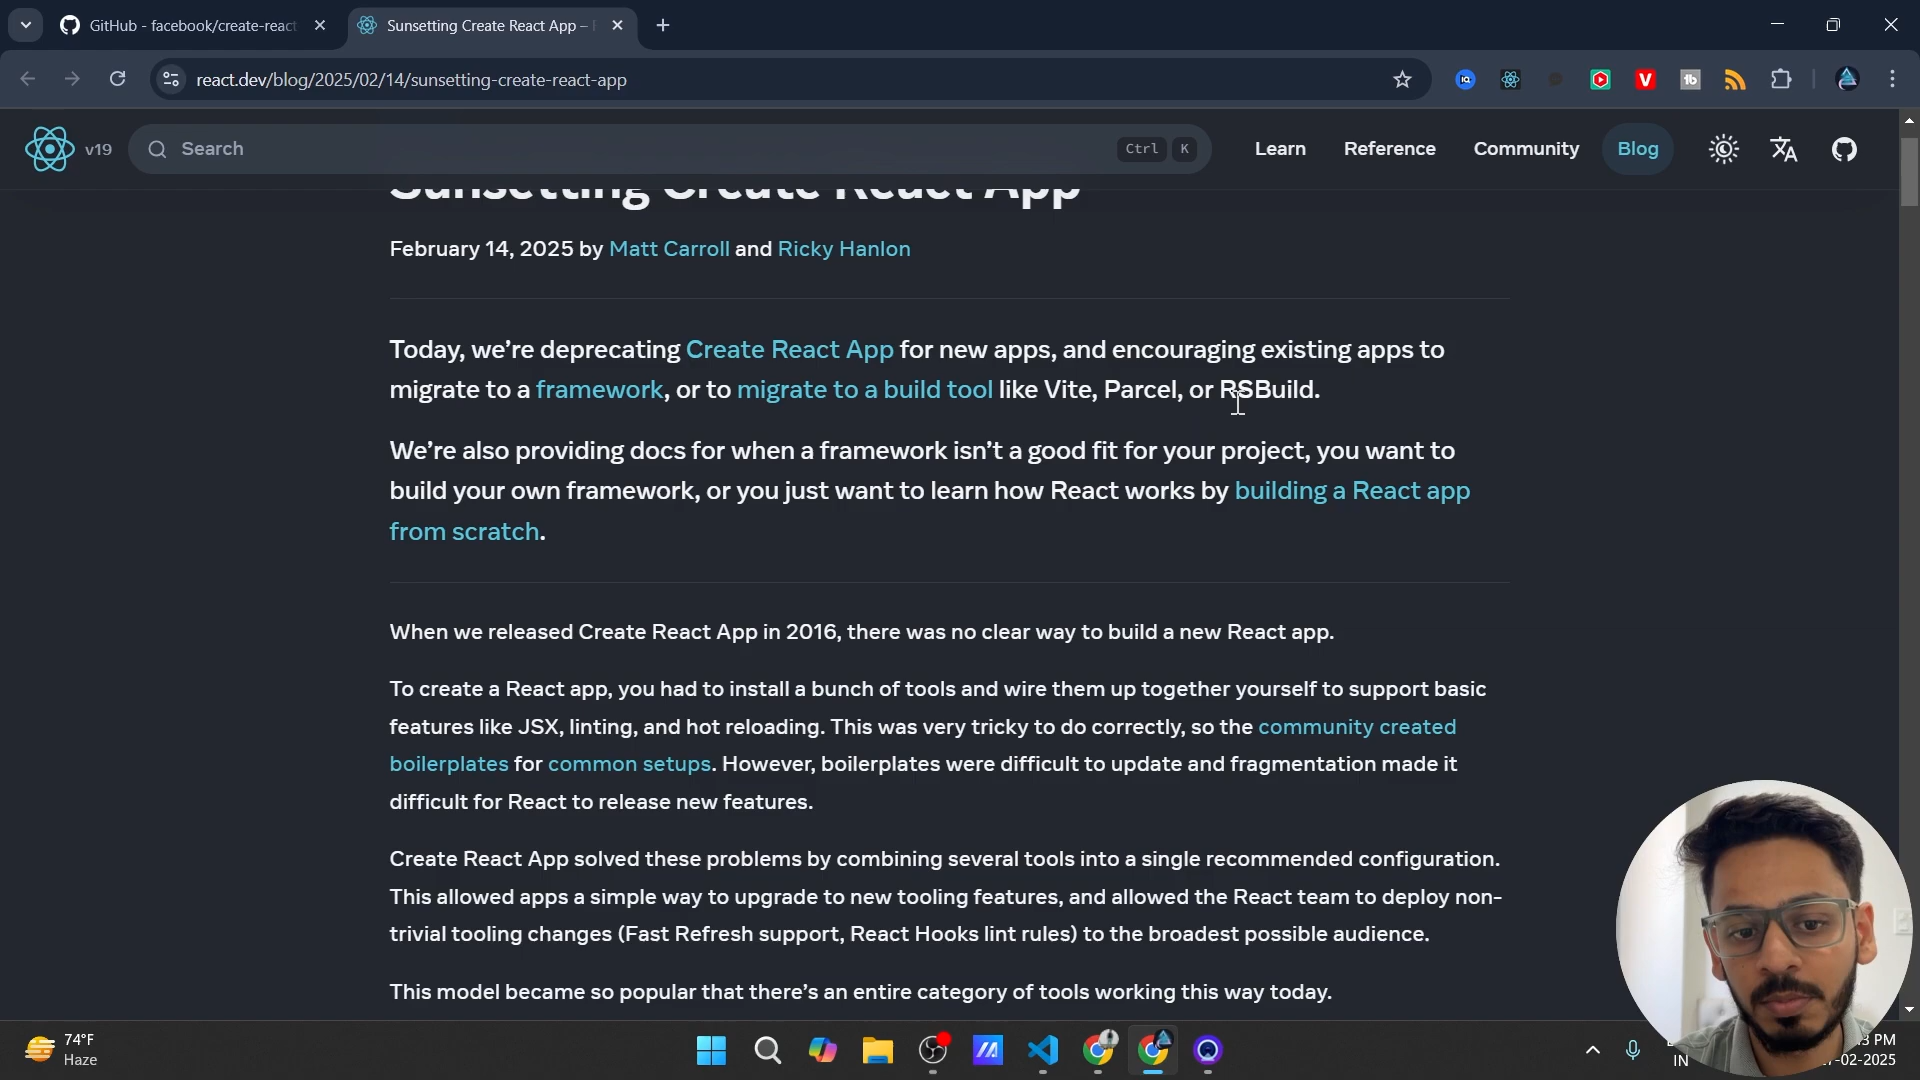 GitHub - facebook/create-react
Sunsetting Create React App –
react.dev/blog/2025/02/14/sunsetting-create-react-app
v19
Search
Ctrl K
Learn
Reference
Community
Blog
Sunsetting Create React App
February 14, 2025 by Matt Carroll and Ricky Hanlon
Today, we’re deprecating Create React App for new apps, and encouraging existing apps to
migrate to a framework, or to migrate to a build tool like Vite, Parcel, or RSBuild.
We’re also providing docs for when a framework isn’t a good fit for your project, you want to
build your own framework, or you just want to learn how React works by building a React app
from scratch.
When we released Create React App in 2016, there was no clear way to build a new React app.
To create a React app, you had to install a bunch of tools and wire them up together yourself to support basic
features like JSX, linting, and hot reloading. This was very tricky to do correctly, so the community created
boilerplates for common setups. However, boilerplates were difficult to update and fragmentation made it
difficult for React to release new features.
Create React App solved these problems by combining several tools into a single recommended configuration.
This allowed apps a simple way to upgrade to new tooling features, and allowed the React team to deploy non-
trivial tooling changes (Fast Refresh support, React Hooks lint rules) to the broadest possible audience.
This model became so popular that there’s an entire category of tools working this way today.
74°F
Haze
IN
PM
-02-2025